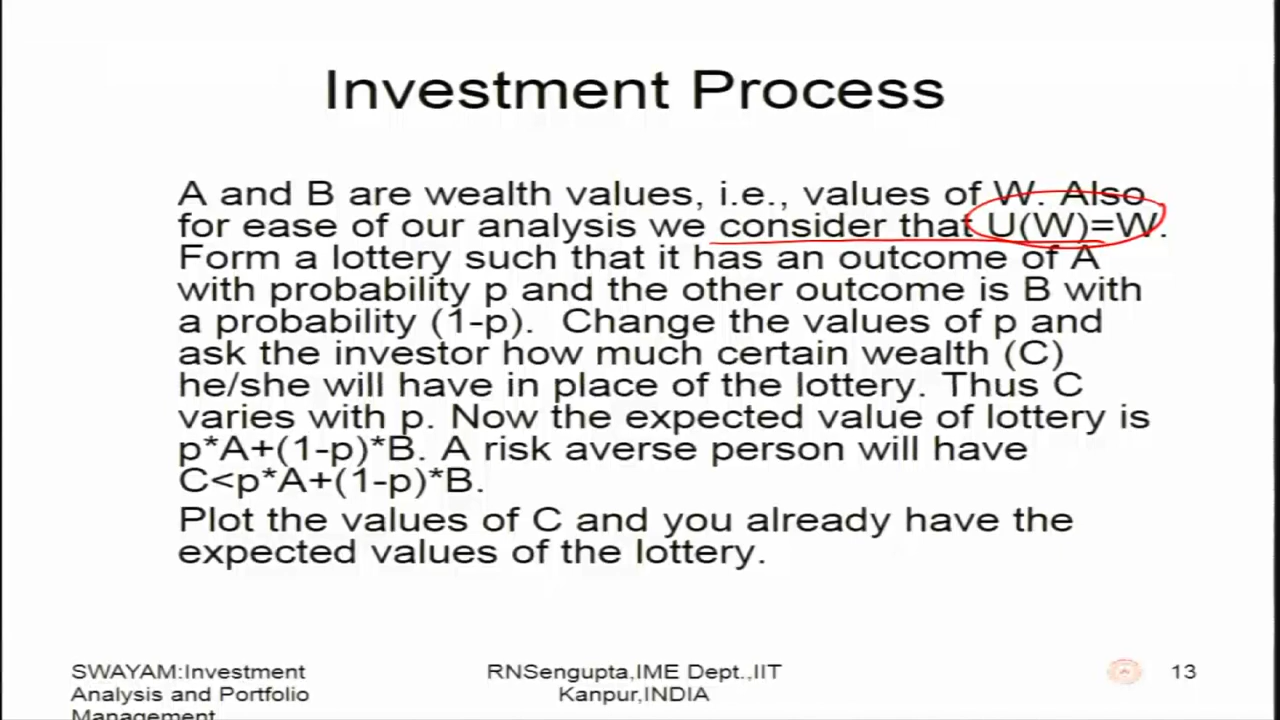 Investment Process
A and B are wealth values, i.e., values of W. Also
for ease of our analysis we consider that U(W)=W.
Form a lottery such that it has an outcome of A
with probability p and the other outcome is B with
a probability (1-p). Change the values of p and
ask the investor how much certain wealth (C)
he/she will have in place of the lottery. Thus C
varies with p. Now the expected value of lottery is
p*A+(1-p)*B. A risk averse person will have
C<p*A+(1-p)*B.
Plot the values of C and you already have the
expected values of the lottery.
SWAYAM:Investment
Analysis and Portfolio
Management
RNSengupta,IME Dept.,IIT
Kanpur,INDIA
13